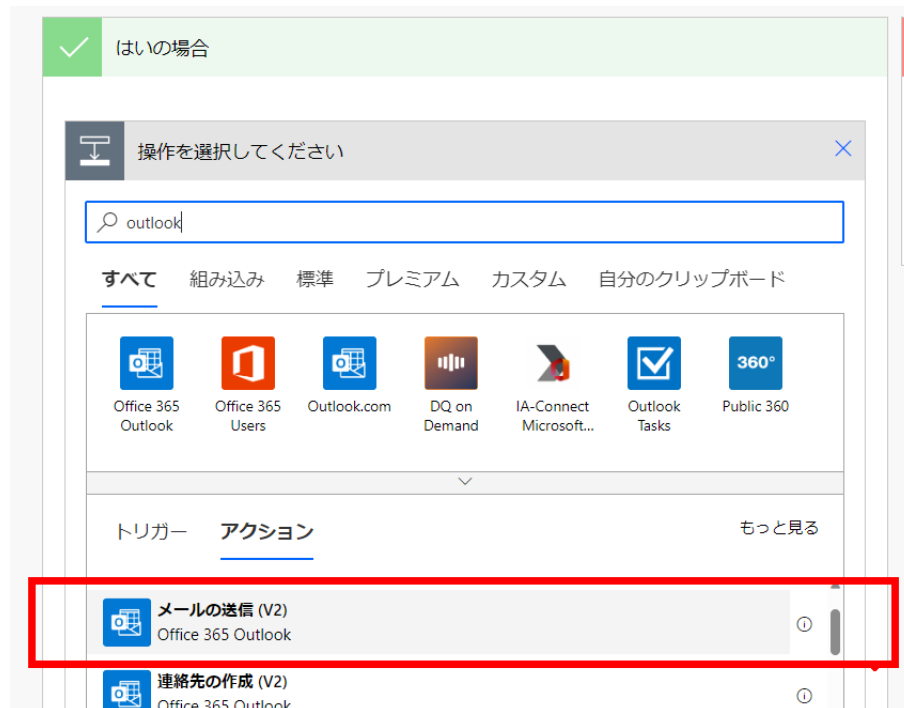 はいの場合
操作を選択してください
outlook
すべて 組み込み 標準 プレミアム カスタム 自分のクリップボード
360°
Office 365 Outlook
Office 365 Users
Outlook.com
DQ on Demand
IA-Connect Microsoft...
Outlook Tasks
Public 360
トリガー アクション もっと見る
メールの送信 (V2)
Office 365 Outlook
連絡先の作成 (V2)
Office 365 Outlook